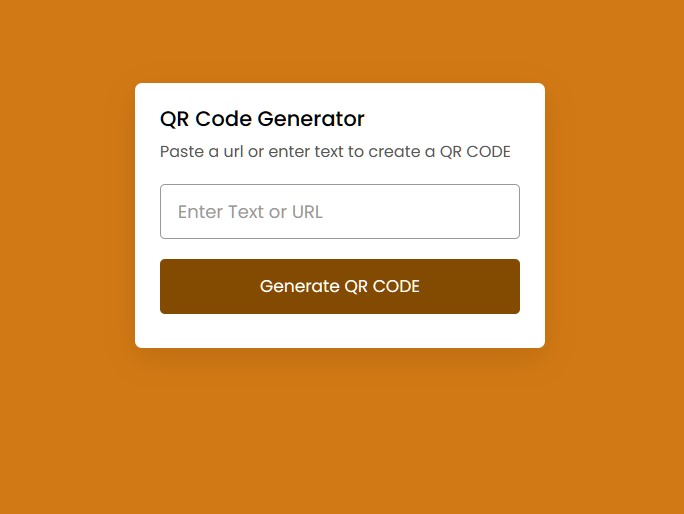 QR Code Generator
Paste a url or enter text to create a QR CODE
Enter Text or URL
Generate QR CODE